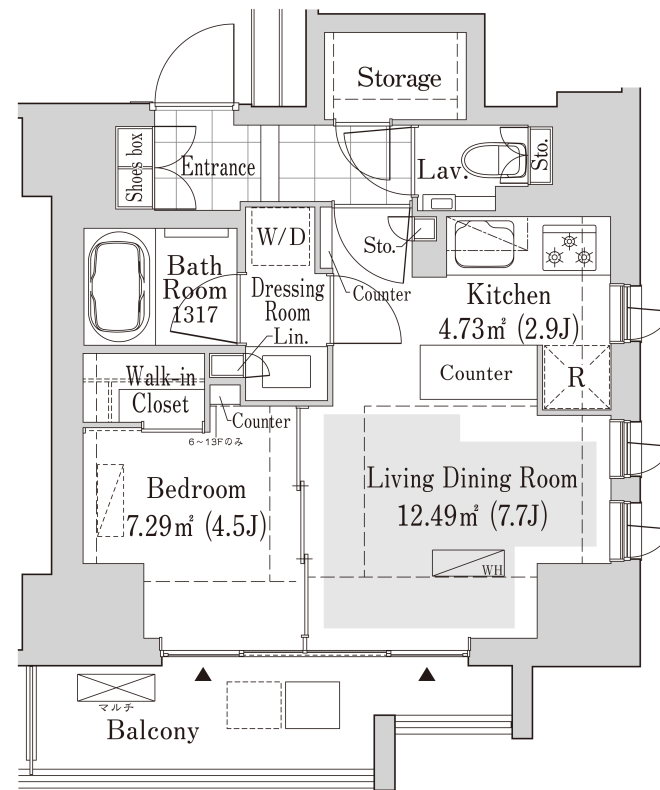 Storage
Shoes box
Entrance
Lav.
Sto.
W/D
Sto.
Bath
Room
1317
Dressing
Room
Counter
Kitchen
4.73㎡ (2.9J)
Lin.
Walk-in
Closet
Counter
R
Counter
6~13Fのみ
Bedroom
7.29㎡ (4.5J)
Living Dining Room
12.49㎡ (7.7J)
WH
マルチ
Balcony